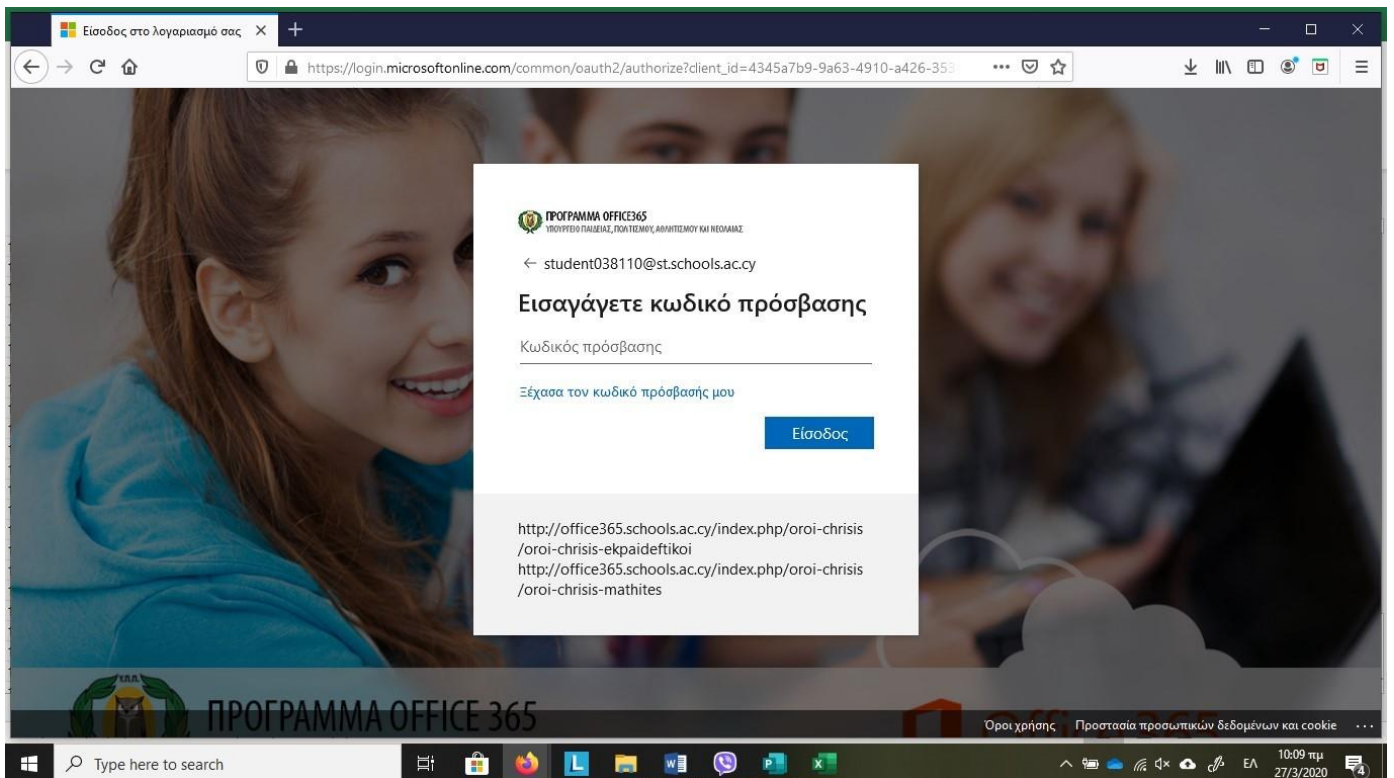 Είσοδος στο λογαριασμό σας
https://login.microsoftonline.com/common/oauth2/authorize?client_id=4345a7b9-9a63-4910-a426-353
ΠΡΟΓΡΑΜΜΑ OFFICE365
ΥΠΟΥΡΓΕΙΟ ΠΑΙΔΕΙΑΣ, ΠΟΛΙΤΙΣΜΟΥ, ΑΘΛΗΤΙΣΜΟΥ ΚΑΙ ΝΕΟΛΑΙΑΣ
student038110@st.schools.ac.cy
Εισαγάγετε κωδικό πρόσβασης
Κωδικός πρόσβασης
Ξέχασα τον κωδικό πρόσβασής μου
Είσοδος
http://office365.schools.ac.cy/index.php/oroi-chrisis
/oroi-chrisis-ekpaideftikoi
http://office365.schools.ac.cy/index.php/oroi-chrisis
/oroi-chrisis-mathites
Υ.Π.Π.
ΠΡΟΓΡΑΜΜΑ OFFICE 365
Office 365
Όροι χρήσης Προστασία προσωπικών δεδομένων και cookie ...
Type here to search
ΕΛ
10:09 πμ
27/3/2020
4